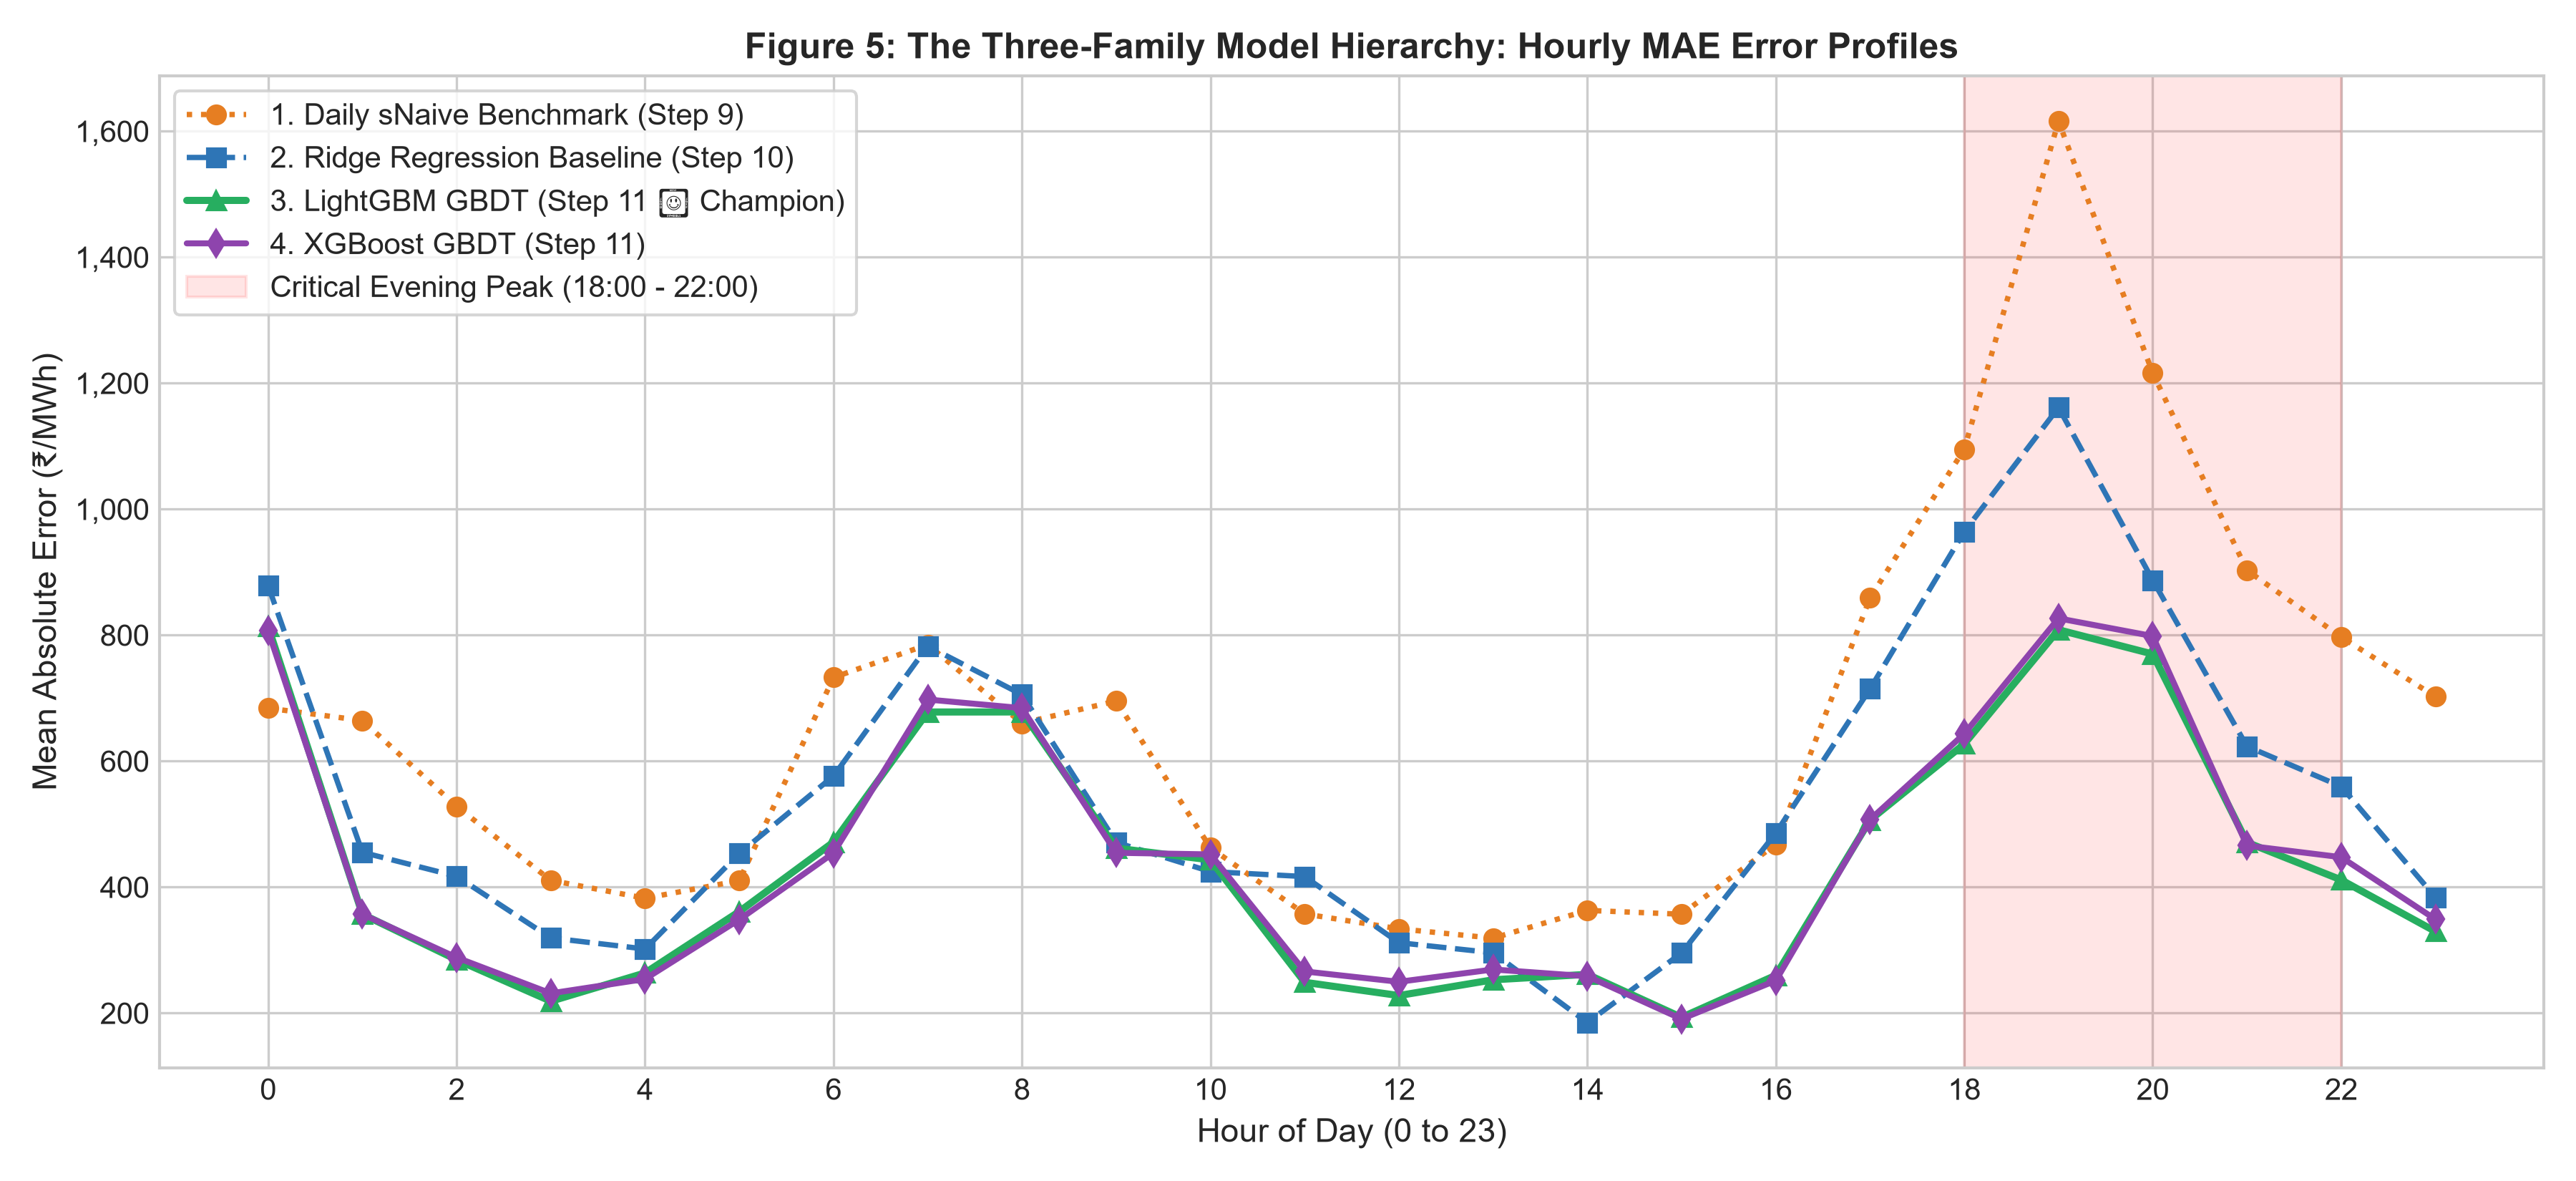 Figure 5: The Three-Family Model Hierarchy: Hourly MAE Error Profiles
1. Daily sNaive Benchmark (Step 9)
2. Ridge Regression Baseline (Step 10)
3. LightGBM GBDT (Step 11 Champion)
4. XGBoost GBDT (Step 11)
Critical Evening Peak (18:00 - 22:00)
Mean Absolute Error (₹/MWh)
1,600
1,400
1,200
1,000
800
600
400
200
0 2 4 6 8 10 12 14 16 18 20 22
Hour of Day (0 to 23)